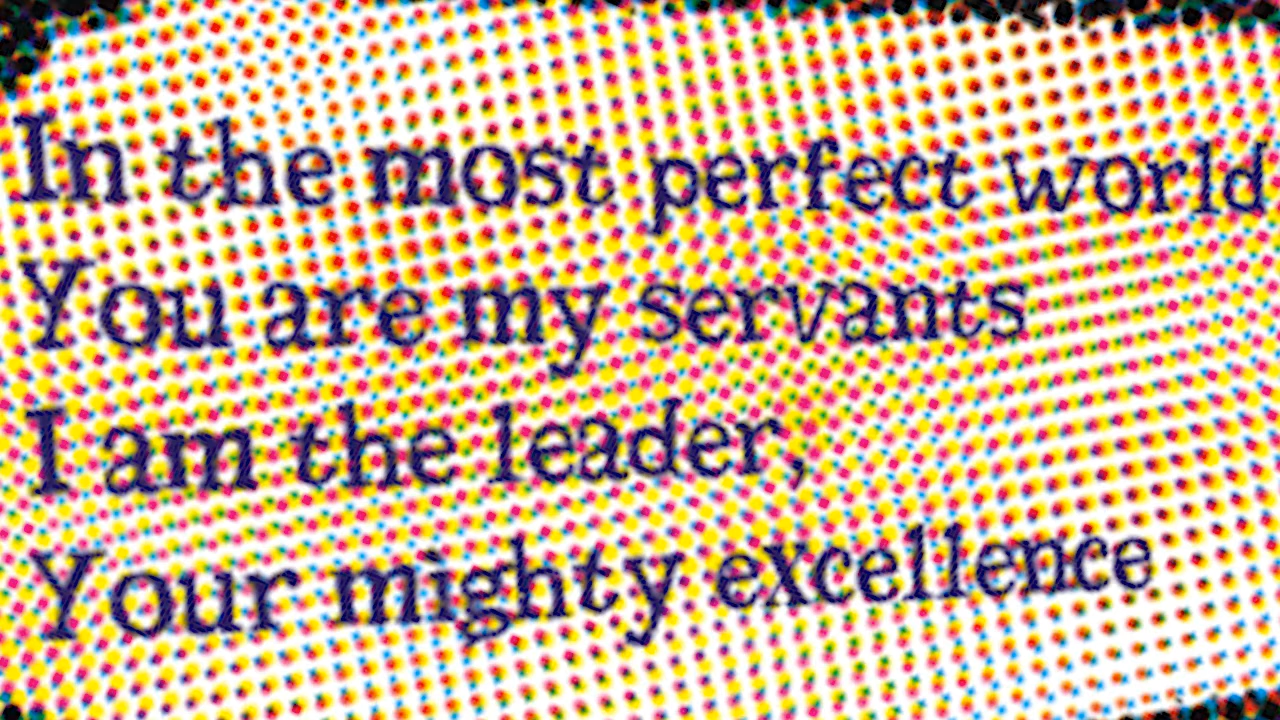 In the most perfect world
You are my servants
I am the leader,
Your mighty excellence